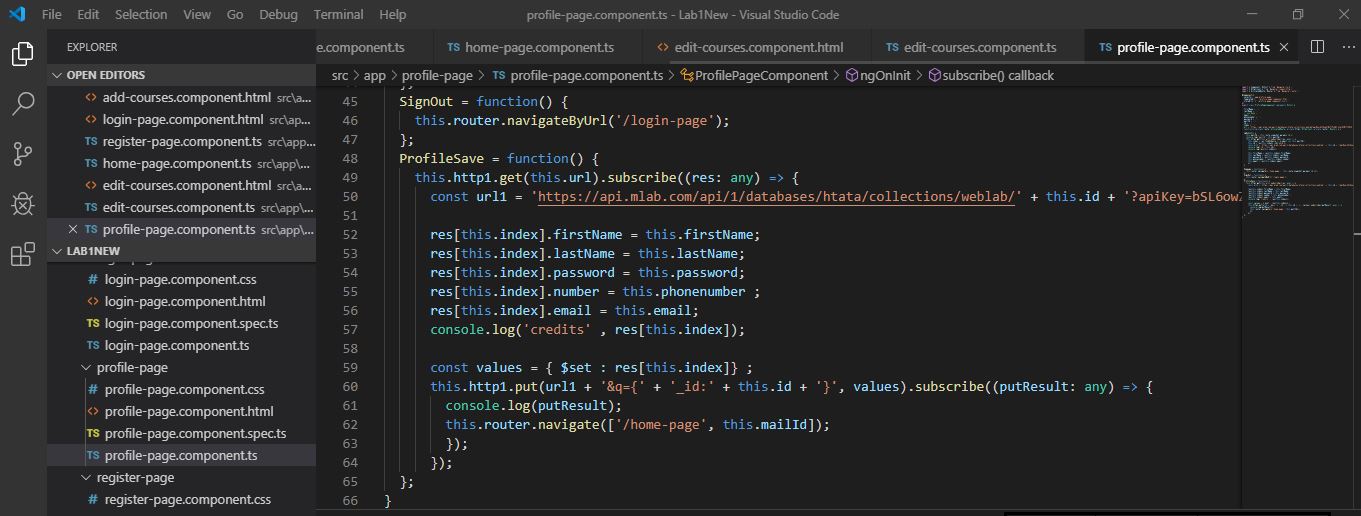 File Edit Selection View Go Debug Terminal Help profile-page.component.ts - Lab1New - Visual Studio Code
EXPLORER
e.component.ts TS home-page.component.ts <> edit-courses.component.html TS edit-courses.component.ts TS profile-page.component.ts
OPEN EDITORS
<> add-courses.component.html src\a...
<> login-page.component.html src\ap...
TS register-page.component.ts src\app...
TS home-page.component.ts src\app\...
<> edit-courses.component.html src\a...
TS edit-courses.component.ts src\app\...
TS profile-page.component.ts src\app\...
LAB1NEW
# login-page.component.css
<> login-page.component.html
TS login-page.component.spec.ts
TS login-page.component.ts
profile-page
# profile-page.component.css
<> profile-page.component.html
TS profile-page.component.spec.ts
TS profile-page.component.ts
register-page
# register-page.component.css
src > app > profile-page > TS profile-page.component.ts > ProfilePageComponent > ngOnInit > subscribe() callback
45 SignOut = function() {
46 this.router.navigateByUrl('/login-page');
47 };
48 ProfileSave = function() {
49 this.http1.get(this.url).subscribe((res: any) => {
50 const url1 = 'https://api.mlab.com/api/1/databases/htata/collections/weblab/' + this.id + '?apiKey=bSL6owZ
51
52 res[this.index].firstName = this.firstName;
53 res[this.index].lastName = this.lastName;
54 res[this.index].password = this.password;
55 res[this.index].number = this.phonenumber ;
56 res[this.index].email = this.email;
57 console.log('credits' , res[this.index]);
58
59 const values = { $set : res[this.index]} ;
60 this.http1.put(url1 + '&q={' + '_id:' + this.id + '}', values).subscribe((putResult: any) => {
61 console.log(putResult);
62 this.router.navigate(['/home-page', this.mailId]);
63 });
64 });
65 };
66 }